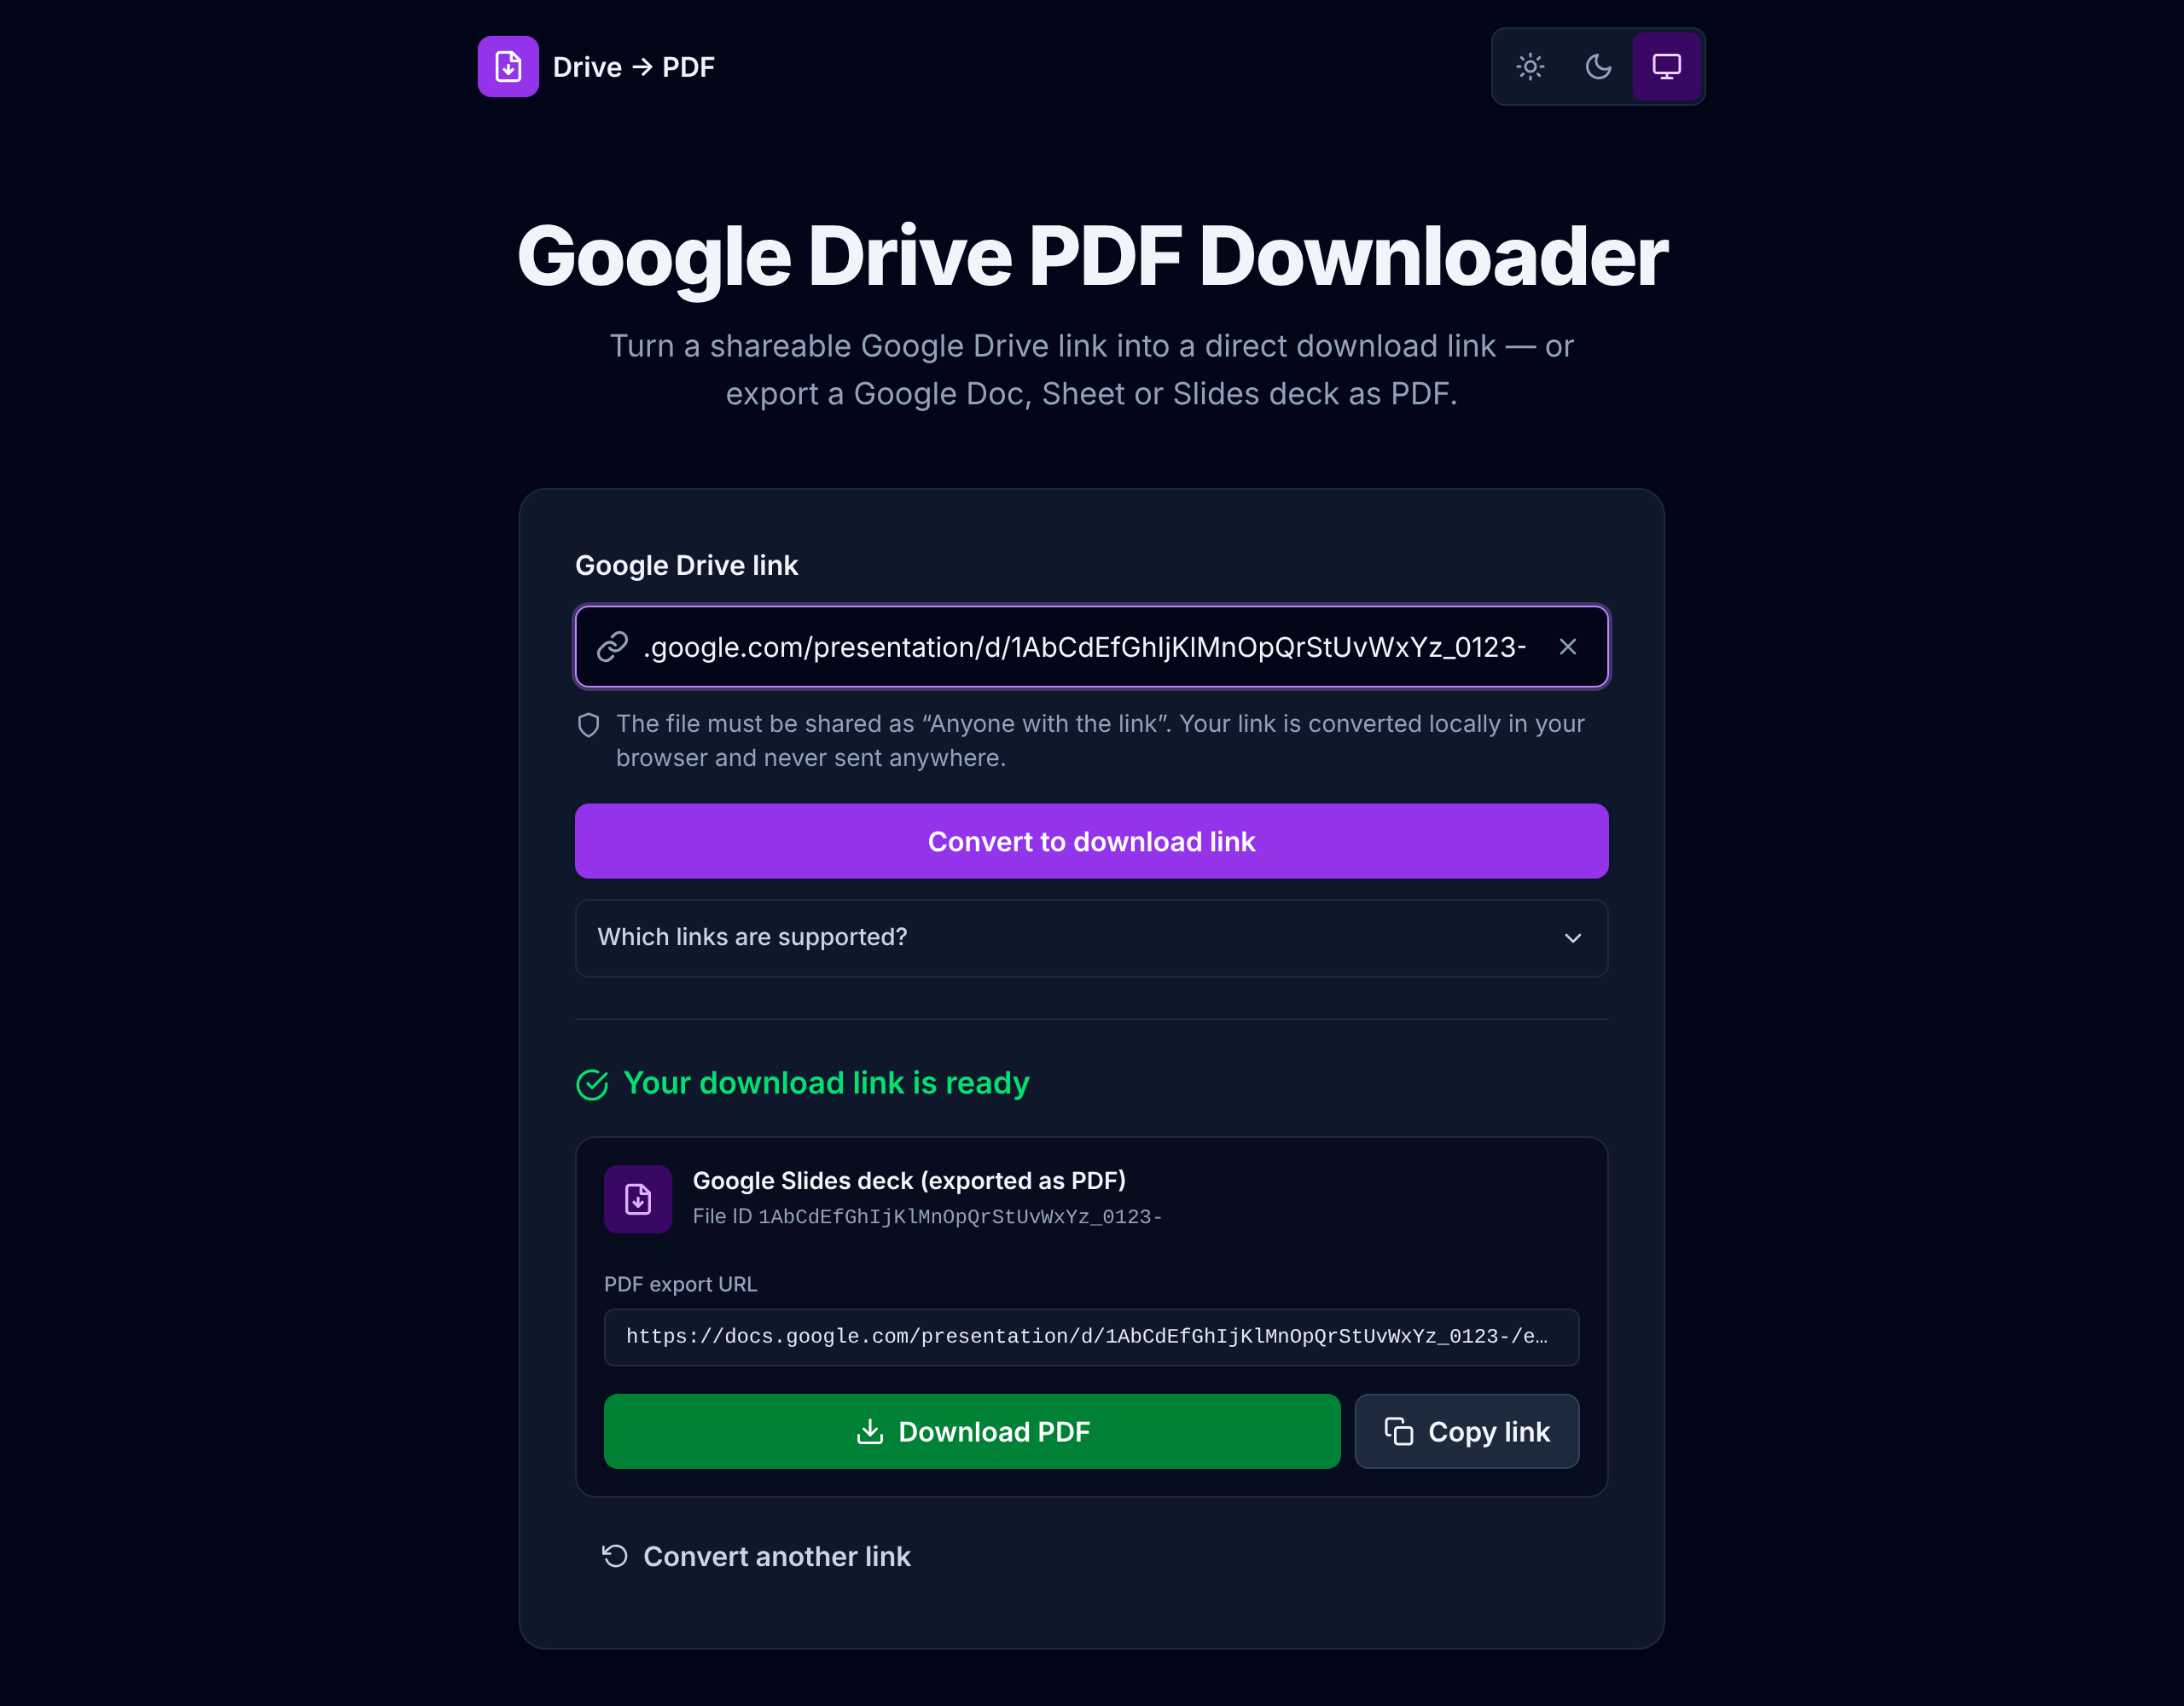 Drive → PDF
Google Drive PDF Downloader
Turn a shareable Google Drive link into a direct download link — or
export a Google Doc, Sheet or Slides deck as PDF.
Google Drive link
.google.com/presentation/d/1AbCdEfGhIjKlMnOpQrStUvWxYz_0123-
The file must be shared as “Anyone with the link”. Your link is converted locally in your
browser and never sent anywhere.
Convert to download link
Which links are supported?
Your download link is ready
Google Slides deck (exported as PDF)
File ID 1AbCdEfGhIjKlMnOpQrStUvWxYz_0123-
PDF export URL
https://docs.google.com/presentation/d/1AbCdEfGhIjKlMnOpQrStUvWxYz_0123-/e…
Download PDF
Copy link
Convert another link